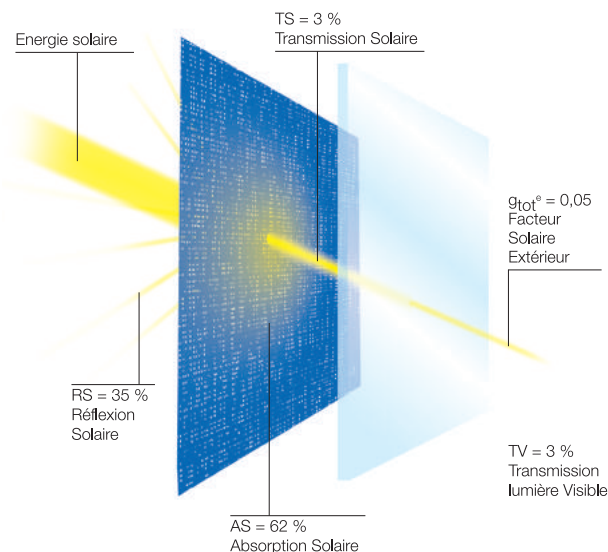 TS = 3 %
Transmission Solaire
Energie solaire
gtotᵉ = 0,05
Facteur
Solaire
Extérieur
RS = 35 %
Réflexion
Solaire
TV = 3 %
Transmission
lumière Visible
AS = 62 %
Absorption Solaire